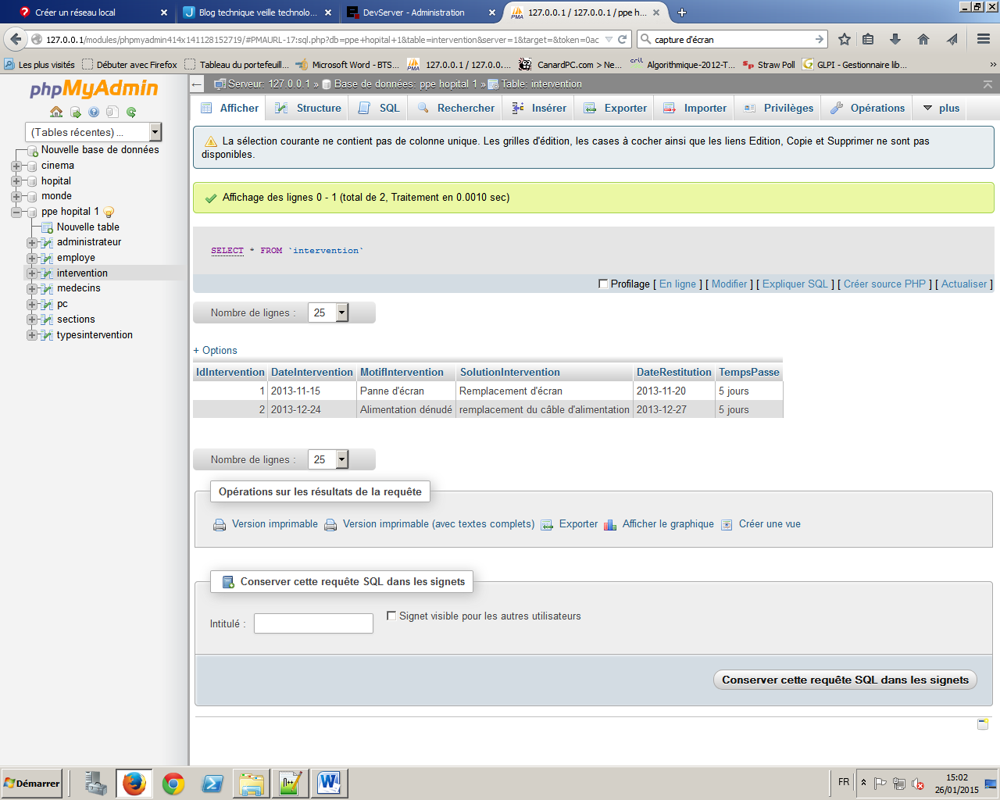 Créer un réseau local
Blog technique veille technolo...
DevServer - Administration
127.0.0.1 / 127.0.0.1 / ppe h...
127.0.0.1/modules/phpmyadmin414x141128152719/#PMAURL-17:sql.php?db=ppe+hopital+1&table=intervention&server=1&target=&token=0ac
capture d'écran
Les plus visités
Débuter avec Firefox
Tableau du portefeuill...
Microsoft Word - BTS...
127.0.0.1 / 127.0.0....
CanardPC.com > Ne...
cril
Algorithmique-2012-T...
Straw Poll
GLPI - Gestionnaire lib...
phpMyAdmin
(Tables récentes) ...
Nouvelle base de données
cinema
hopital
monde
ppe hopital 1
Nouvelle table
administrateur
employe
intervention
medecins
pc
sections
typesintervention
Serveur: 127.0.0.1 » Base de données: ppe hopital 1 » Table: intervention
Afficher
Structure
SQL
Rechercher
Insérer
Exporter
Importer
Privilèges
Opérations
plus
La sélection courante ne contient pas de colonne unique. Les grilles d'édition, les cases à cocher ainsi que les liens Edition, Copie et Supprimer ne sont pas
disponibles.
Affichage des lignes 0 - 1 (total de 2, Traitement en 0.0010 sec)
SELECT * FROM `intervention`
Profilage [ En ligne ] [ Modifier ] [ Expliquer SQL ] [ Créer source PHP ] [ Actualiser ]
Nombre de lignes : 25
+ Options
IdIntervention DateIntervention MotifIntervention SolutionIntervention DateRestitution TempsPasse
1 2013-11-15 Panne d'écran Remplacement d'écran 2013-11-20 5 jours
2 2013-12-24 Alimentation dénudé remplacement du câble d'alimentation 2013-12-27 5 jours
Nombre de lignes : 25
Opérations sur les résultats de la requête
Version imprimable
Version imprimable (avec textes complets)
Exporter
Afficher le graphique
Créer une vue
Conserver cette requête SQL dans les signets
Intitulé :
Signet visible pour les autres utilisateurs
Conserver cette requête SQL dans les signets
Démarrer
FR
15:02
26/01/2015